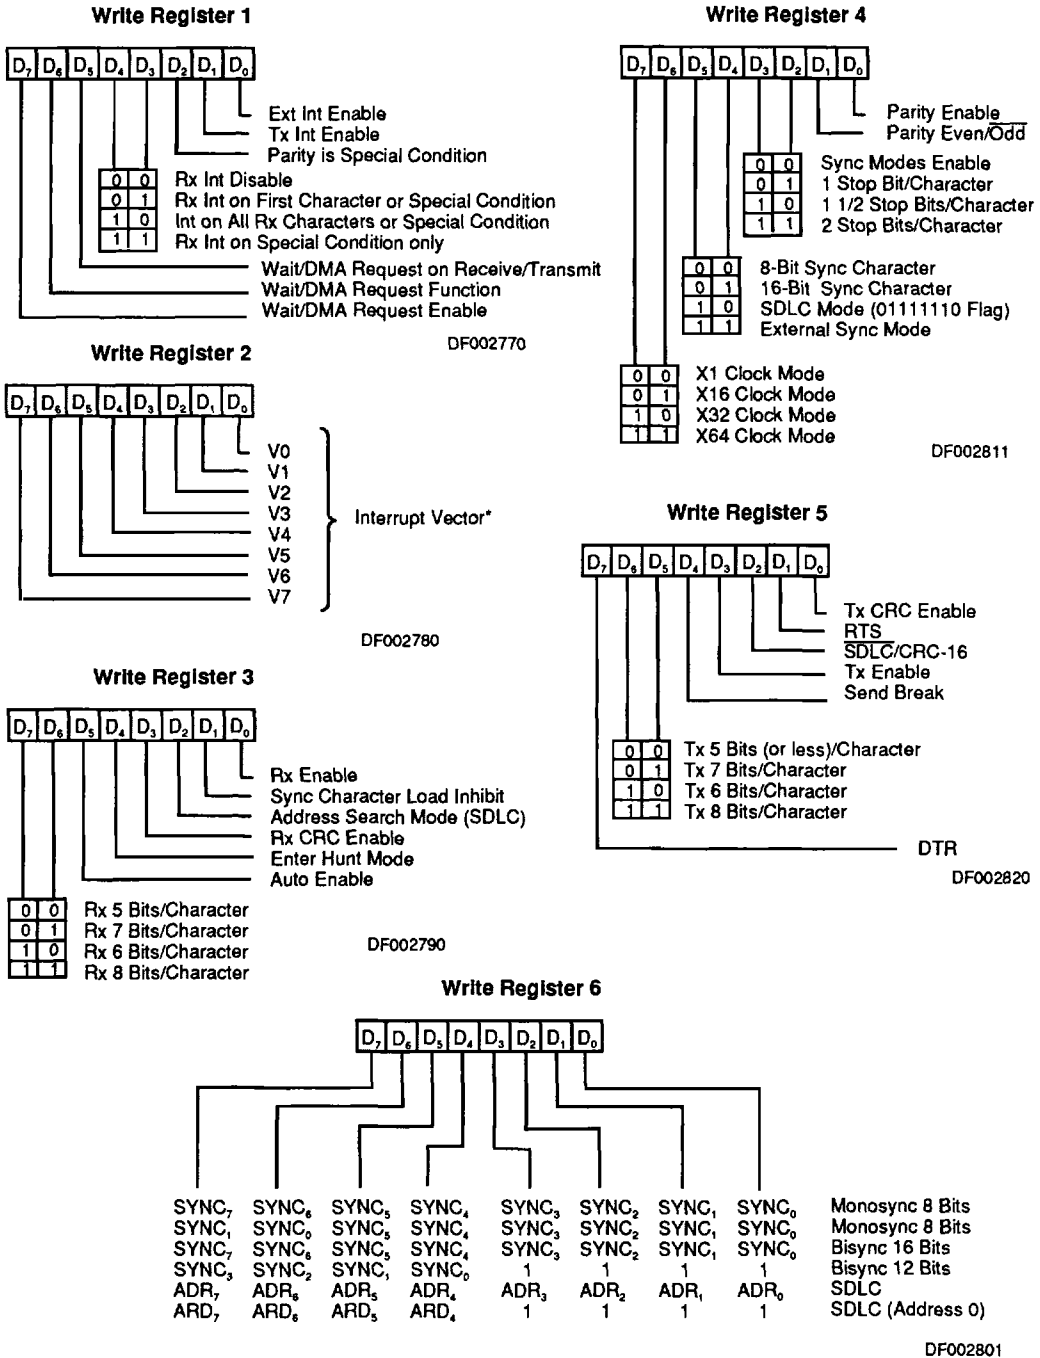 Write Register 1
D₇ D₆ D₅ D₄ D₃ D₂ D₁ D₀
Ext Int Enable
Tx Int Enable
Parity is Special Condition
0 0 Rx Int Disable
0 1 Rx Int on First Character or Special Condition
1 0 Int on All Rx Characters or Special Condition
1 1 Rx Int on Special Condition only
Wait/DMA Request on Receive/Transmit
Wait/DMA Request Function
Wait/DMA Request Enable
DF002770
Write Register 2
D₇ D₆ D₅ D₄ D₃ D₂ D₁ D₀
V0
V1
V2
V3
V4
V5
V6
V7
Interrupt Vector*
DF002780
Write Register 3
D₇ D₆ D₅ D₄ D₃ D₂ D₁ D₀
Rx Enable
Sync Character Load Inhibit
Address Search Mode (SDLC)
Rx CRC Enable
Enter Hunt Mode
Auto Enable
0 0 Rx 5 Bits/Character
0 1 Rx 7 Bits/Character
1 0 Rx 6 Bits/Character
1 1 Rx 8 Bits/Character
DF002790
Write Register 4
D₇ D₆ D₅ D₄ D₃ D₂ D₁ D₀
Parity Enable
Parity Even/O̅d̅d̅
0 0 Sync Modes Enable
0 1 1 Stop Bit/Character
1 0 1 1/2 Stop Bits/Character
1 1 2 Stop Bits/Character
0 0 8-Bit Sync Character
0 1 16-Bit Sync Character
1 0 SDLC Mode (01111110 Flag)
1 1 External Sync Mode
0 0 X1 Clock Mode
0 1 X16 Clock Mode
1 0 X32 Clock Mode
1 1 X64 Clock Mode
DF002811
Write Register 5
D₇ D₆ D₅ D₄ D₃ D₂ D₁ D₀
Tx CRC Enable
RTS
S̅D̅L̅C̅/CRC-16
Tx Enable
Send Break
0 0 Tx 5 Bits (or less)/Character
0 1 Tx 7 Bits/Character
1 0 Tx 6 Bits/Character
1 1 Tx 8 Bits/Character
DTR
DF002820
Write Register 6
D₇ D₆ D₅ D₄ D₃ D₂ D₁ D₀
SYNC₇ SYNC₆ SYNC₅ SYNC₄ SYNC₃ SYNC₂ SYNC₁ SYNC₀ Monosync 8 Bits
SYNC₁ SYNC₀ SYNC₅ SYNC₄ SYNC₃ SYNC₂ SYNC₁ SYNC₀ Monosync 8 Bits
SYNC₇ SYNC₆ SYNC₅ SYNC₄ SYNC₃ SYNC₂ SYNC₁ SYNC₀ Bisync 16 Bits
SYNC₃ SYNC₂ SYNC₁ SYNC₀ 1 1 1 1 Bisync 12 Bits
ADR₇ ADR₆ ADR₅ ADR₄ ADR₃ ADR₂ ADR₁ ADR₀ SDLC
ARD₇ ARD₆ ARD₅ ARD₄ 1 1 1 1 SDLC (Address 0)
DF002801